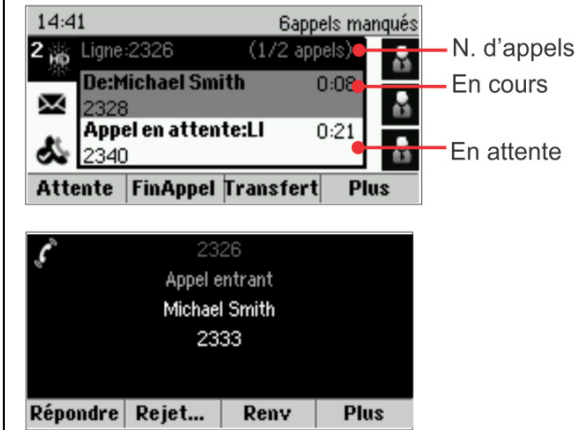 14:41 6appels manqués
2 HD Ligne:2326 (1/2 appels)
N. d'appels
De:Michael Smith 0:08
En cours
2328
Appel en attente:LI 0:21
En attente
2340
Attente FinAppel Transfert Plus
2326
Appel entrant
Michael Smith
2333
Répondre Rejet... Renv Plus